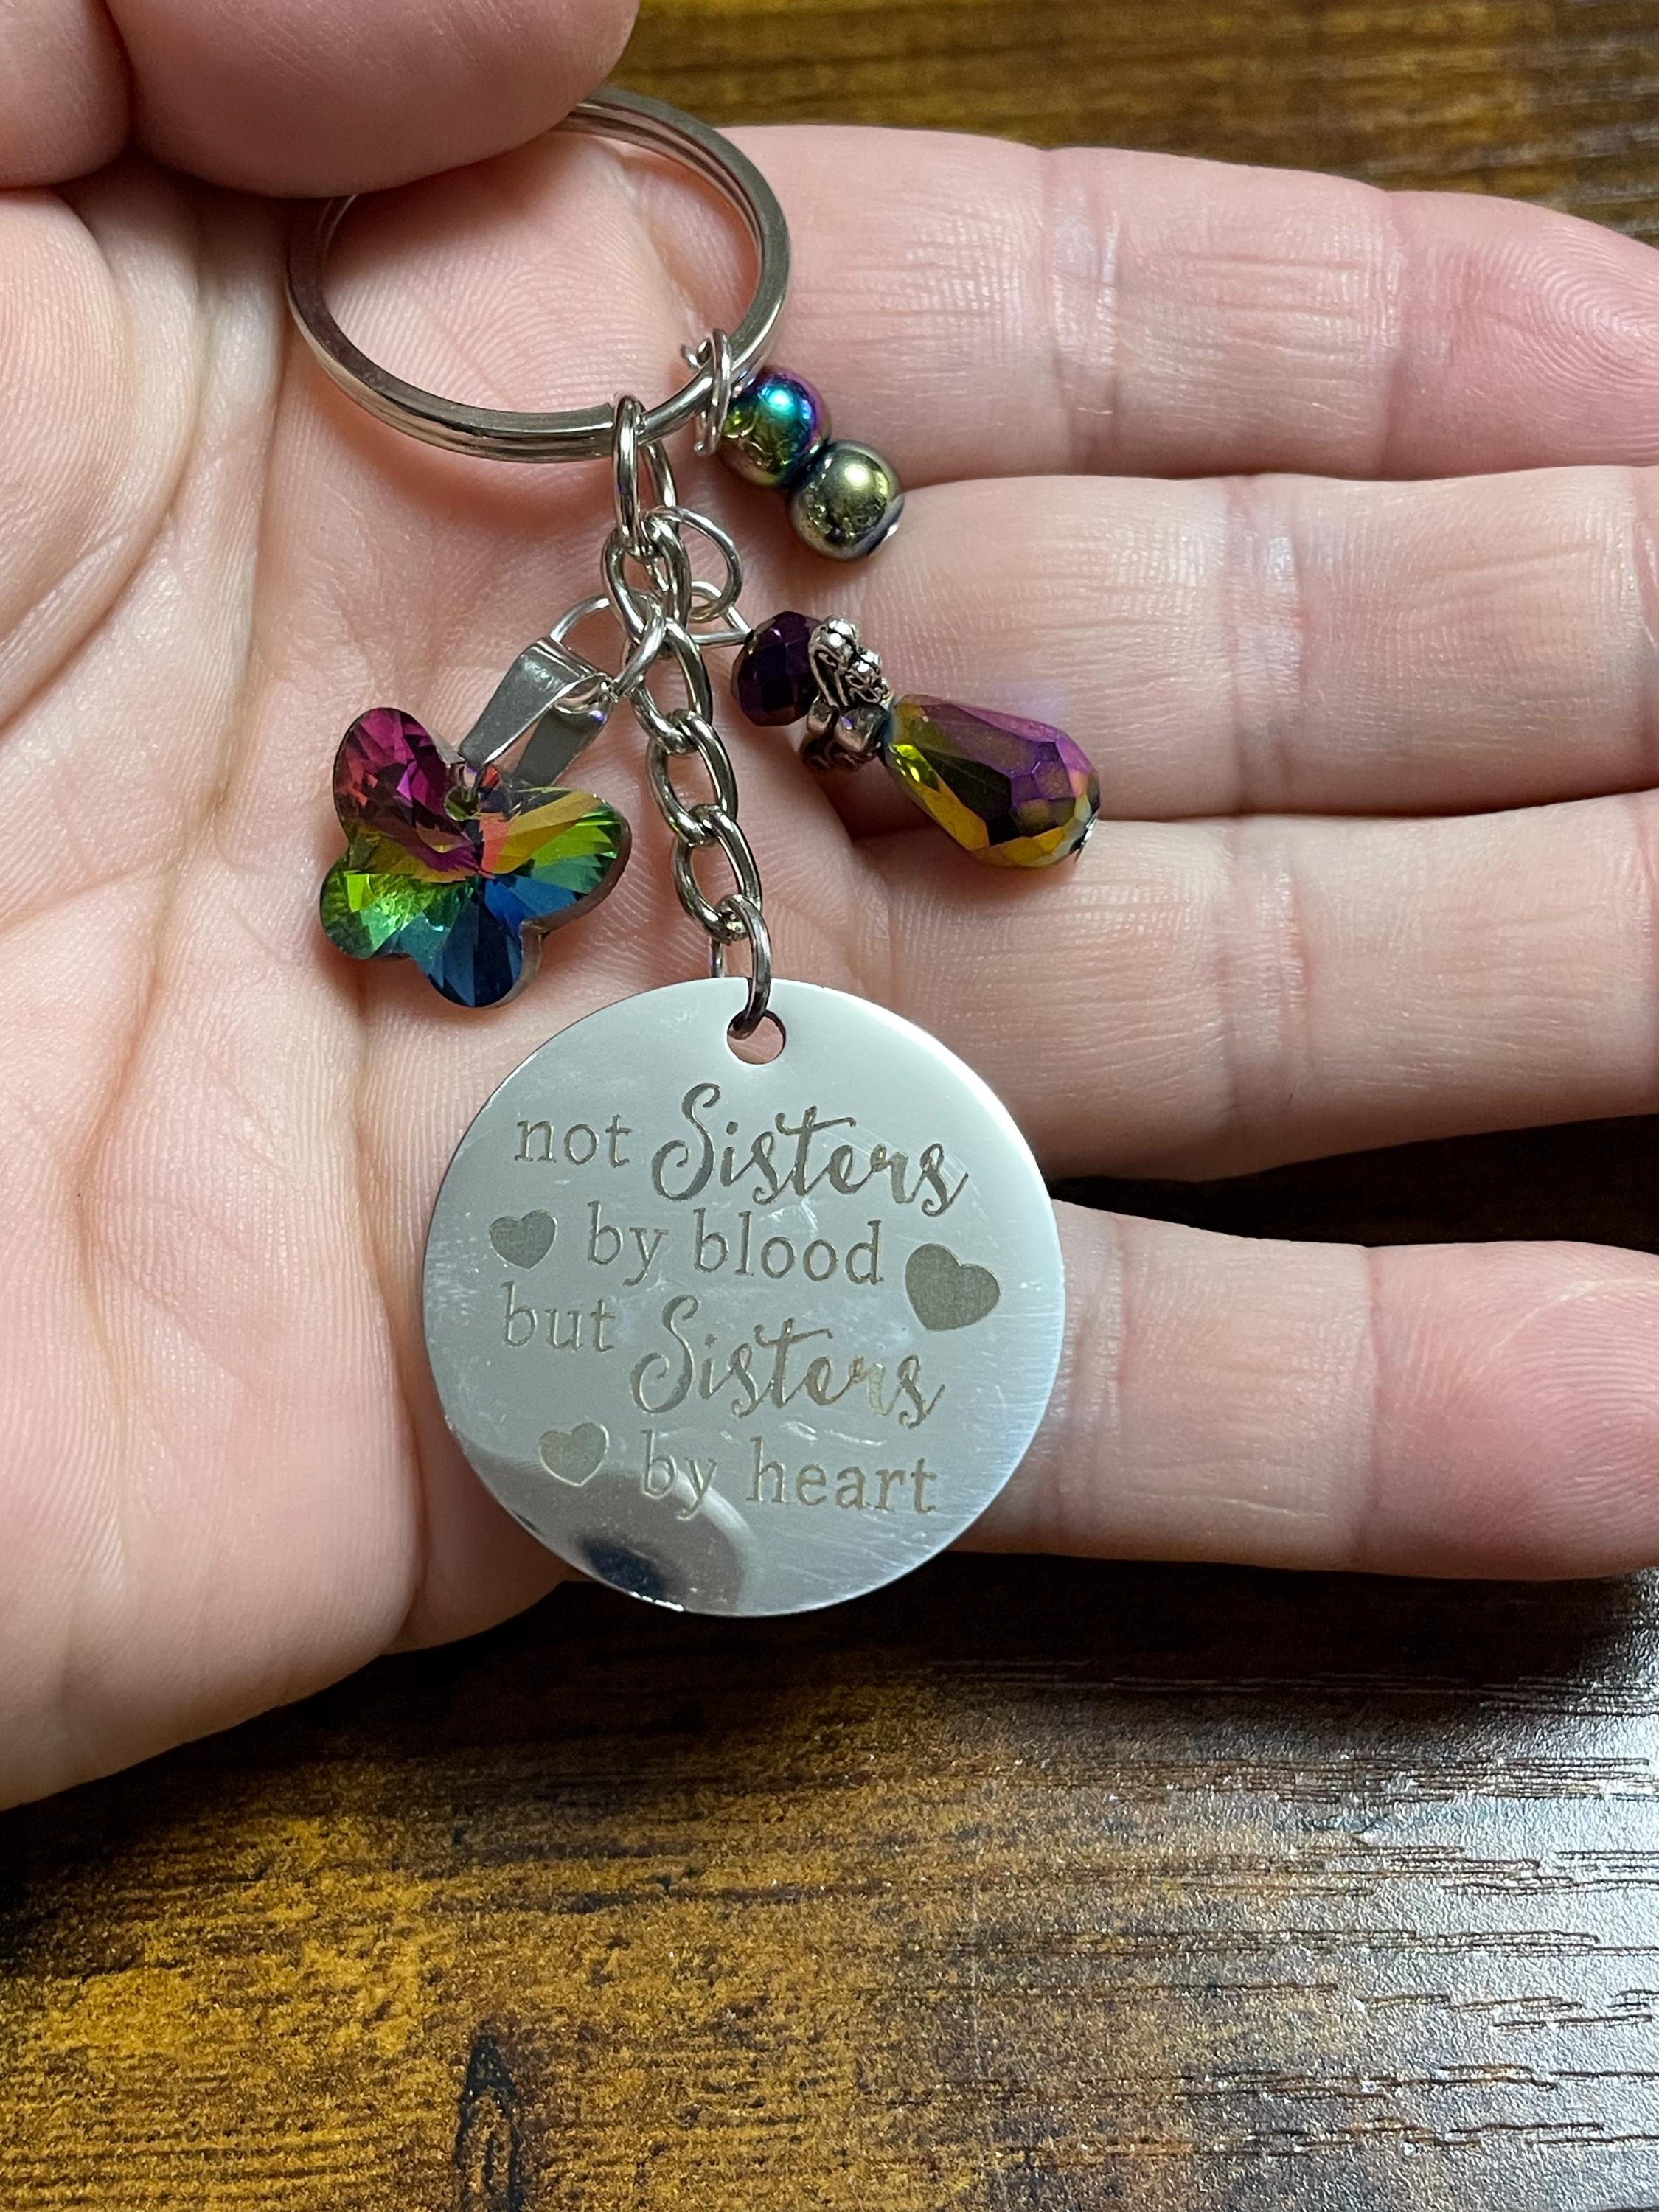 not Sisters
by blood
but Sisters
by heart